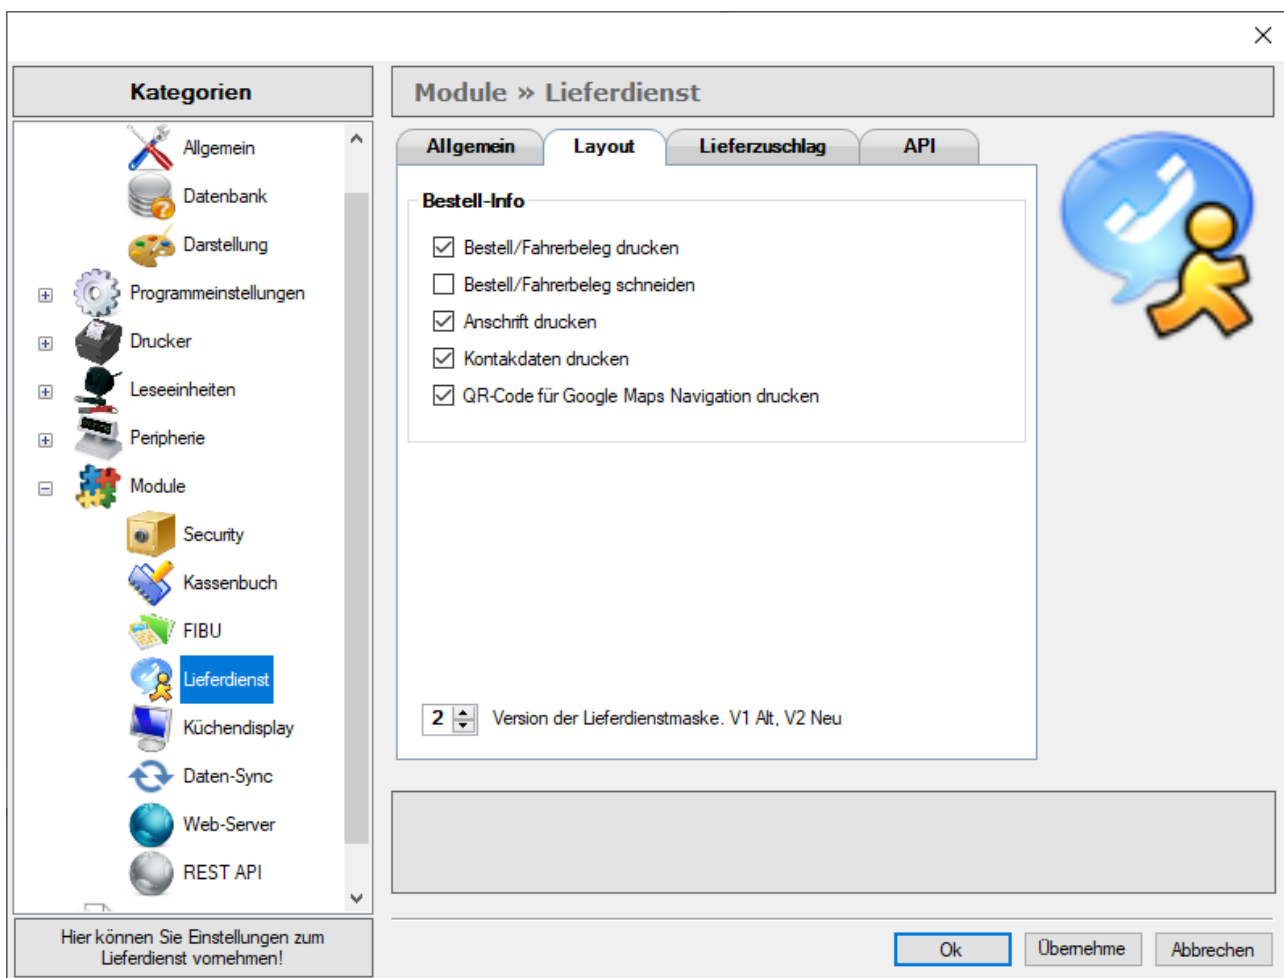 Kategorien
Allgemein
Datenbank
Darstellung
Programmeinstellungen
Drucker
Leseeinheiten
Peripherie
Module
Security
Kassenbuch
FIBU
Lieferdienst
Küchendisplay
Daten-Sync
Web-Server
REST API
Hier können Sie Einstellungen zum
Lieferdienst vornehmen!
Module » Lieferdienst
Allgemein Layout Lieferzuschlag API
Bestell-Info
Bestell/Fahrerbeleg drucken
Bestell/Fahrerbeleg schneiden
Anschrift drucken
Kontakdaten drucken
QR-Code für Google Maps Navigation drucken
2 Version der Lieferdienstmaske. V1 Alt, V2 Neu
Ok Übernehme Abbrechen